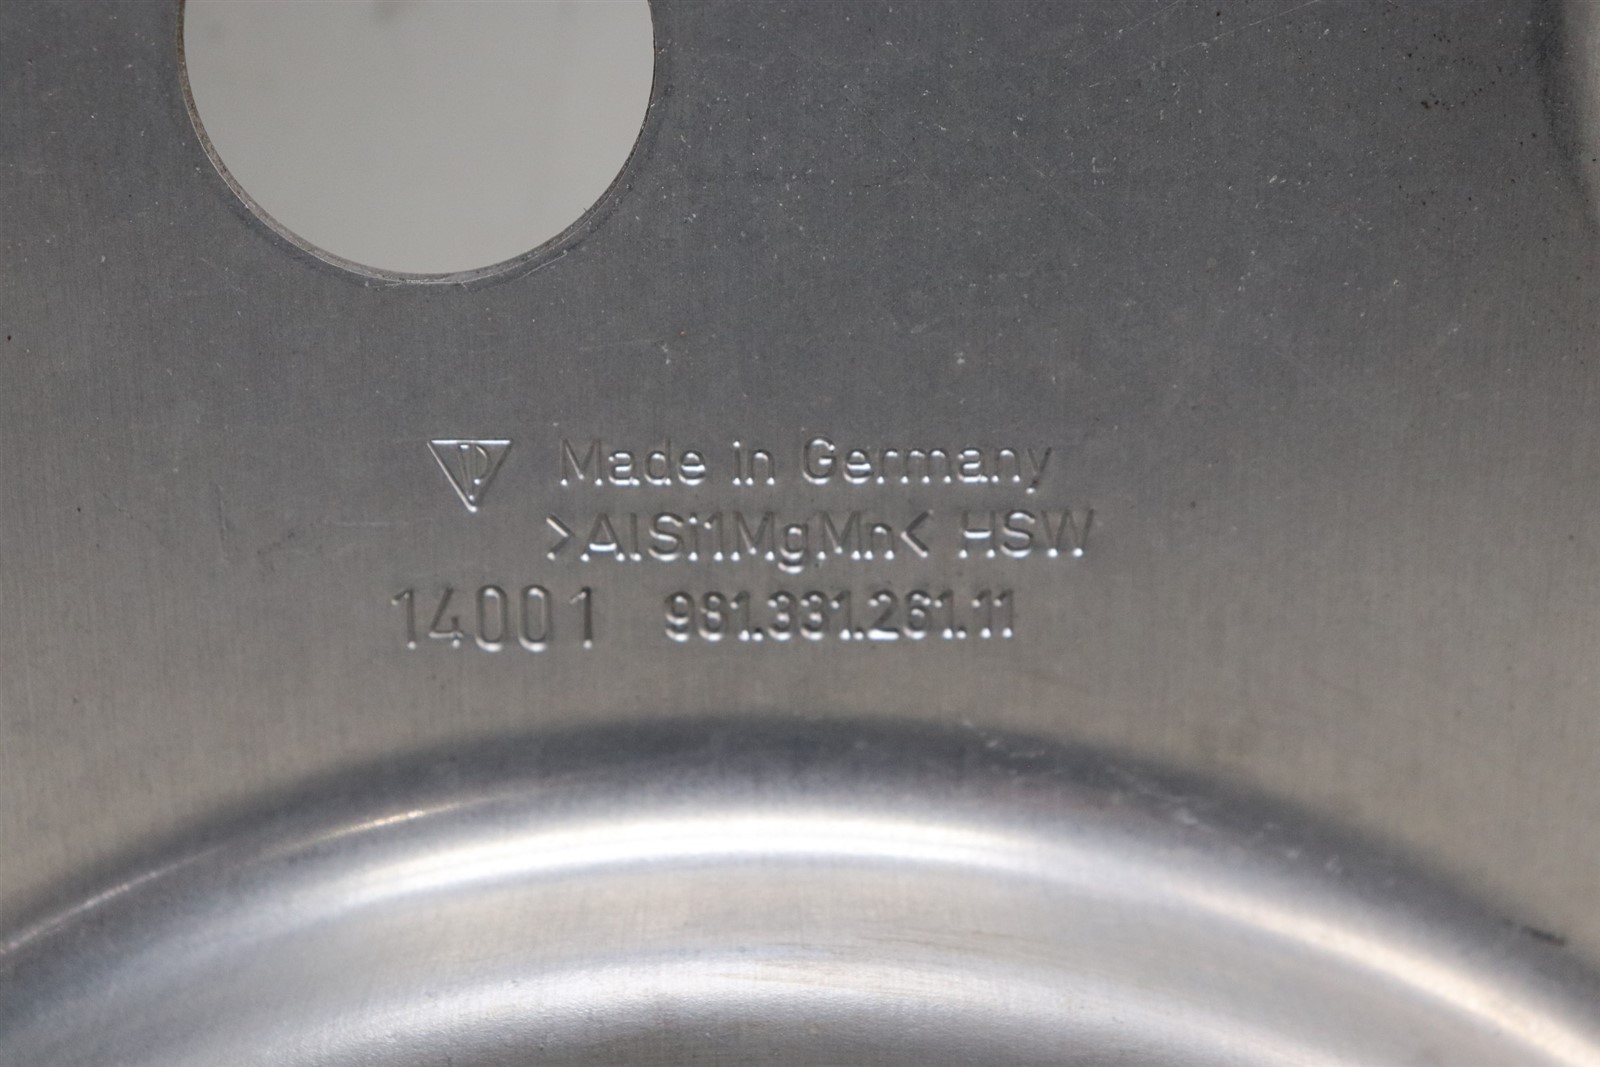 Made in Germany
>AlSi1MgMn< HSW
14001 981.331.261.11